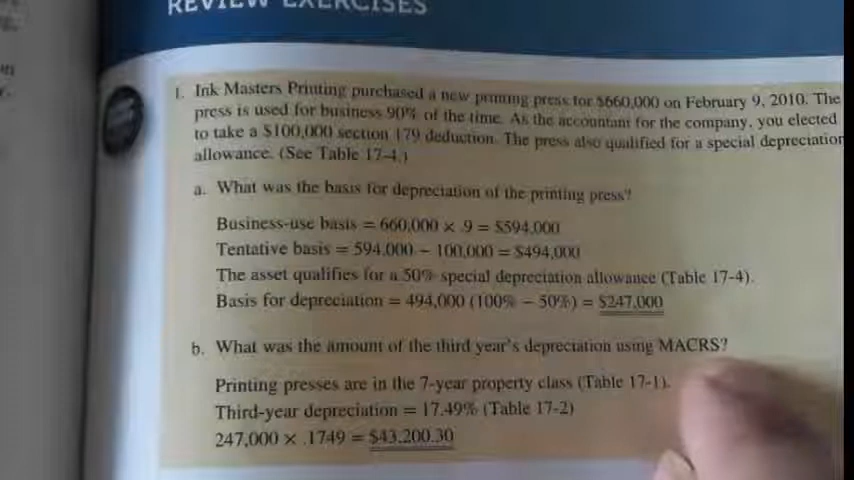 REVIEW EXERCISES
1. Ink Masters Printing purchased a new printing press for $660,000 on February 9, 2010. The
press is used for business 90% of the time. As the accountant for the company, you elected
to take a $100,000 section 179 deduction. The press also qualified for a special depreciation
allowance. (See Table 17-4.)
a. What was the basis for depreciation of the printing press?
Business-use basis = 660,000 × .9 = $594,000
Tentative basis = 594,000 – 100,000 = $494,000
The asset qualifies for a 50% special depreciation allowance (Table 17-4).
Basis for depreciation = 494,000 (100% – 50%) = $247,000
b. What was the amount of the third year's depreciation using MACRS?
Printing presses are in the 7-year property class (Table 17-1).
Third-year depreciation = 17.49% (Table 17-2)
247,000 × .1749 = $43,200.30